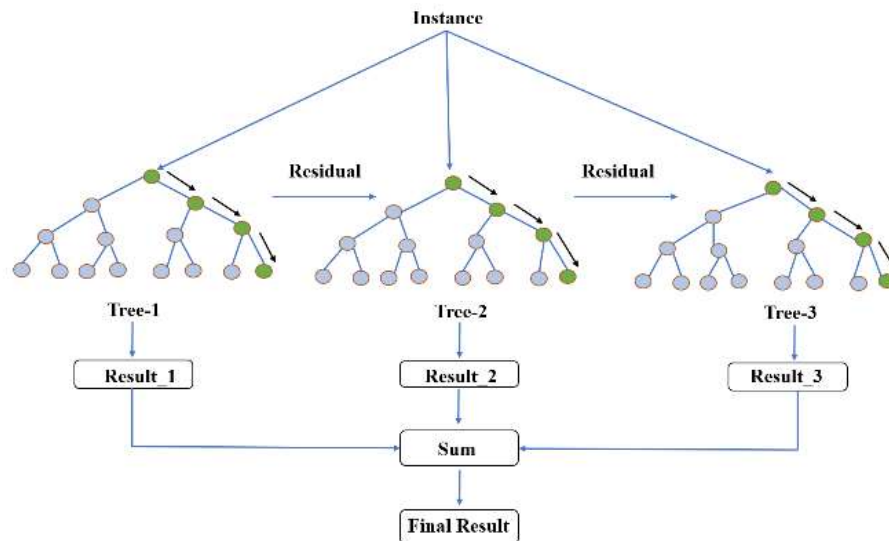 Instance
Residual
Residual
Tree-1
Tree-2
Tree-3
Result_1
Result_2
Result_3
Sum
Final Result